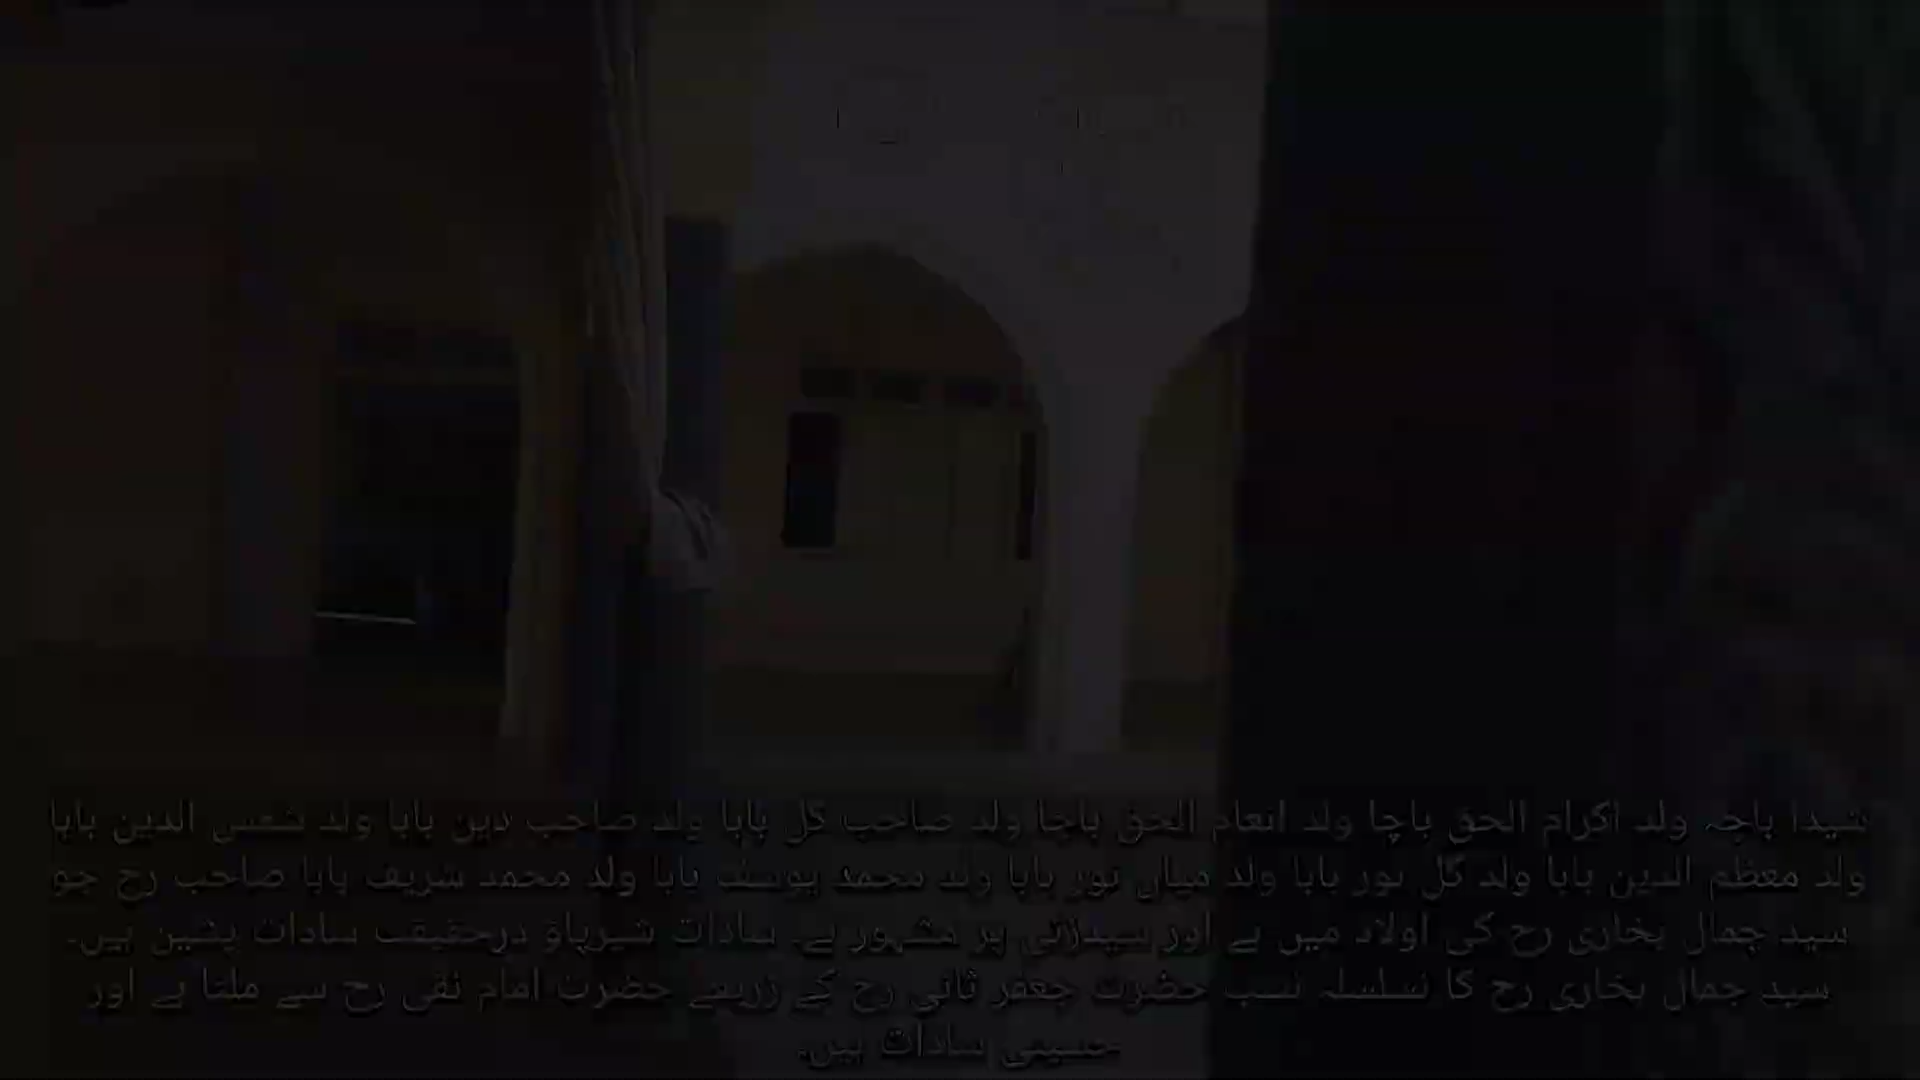 شیدا باچہ ولد اکرام الحق باچا ولد انعام الحق باچا ولد صاحب گل بابا ولد صاحب دین بابا ولد شمس الدین بابا
ولد معظم الدین بابا ولد گل نور بابا ولد میاں نور بابا ولد محمد یوسف بابا ولد محمد شریف بابا صاحب رح جو
سید جمال بخاری رح کی اولاد میں ہے اور سیدزئی پر مشہور ہے۔ سادات شیرپاؤ درحقیقت سادات پشین ہیں۔
سید جمال بخاری رح کا سلسلہ نسب حضرت جعفر ثانی رح کے زریعے حضرت امام نقی رح سے ملتا ہے اور
حسینی سادات ہیں۔